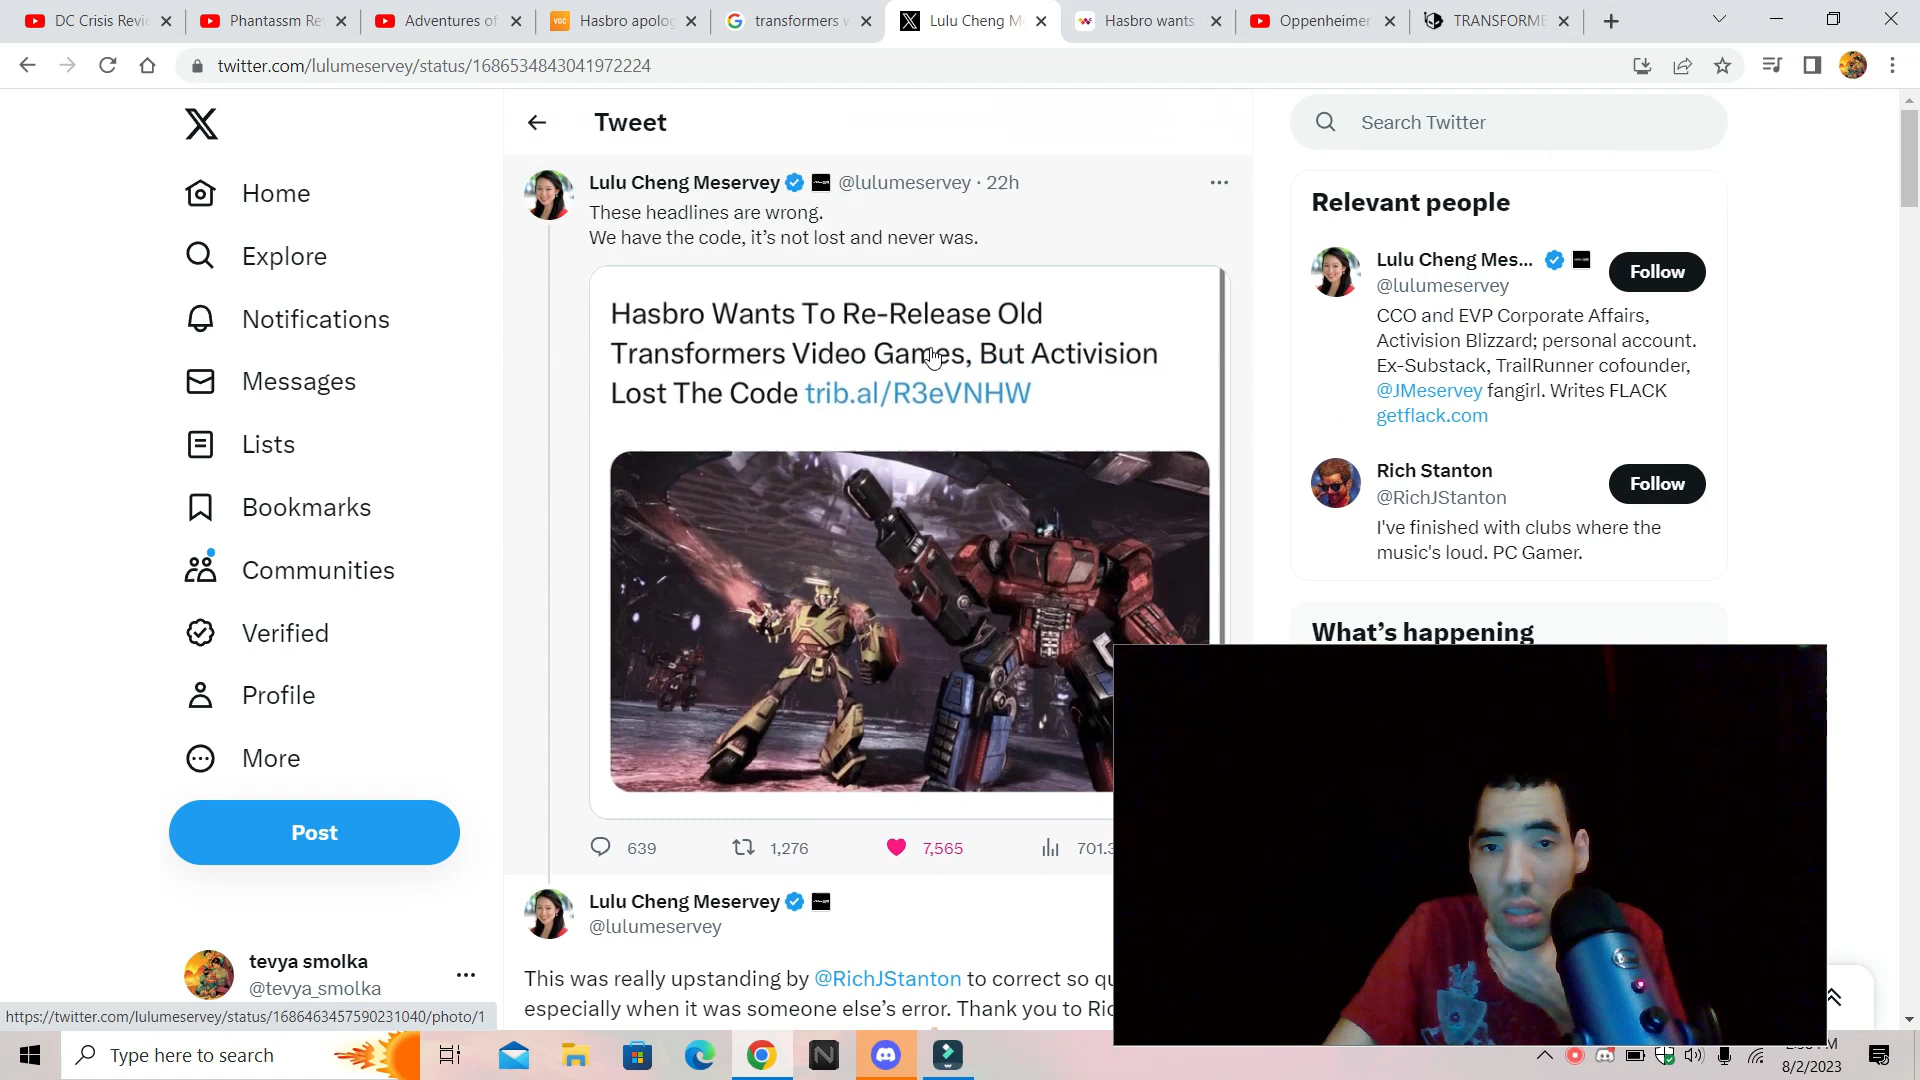 DC Crisis Revi
Phantassm Re
Adventures of
VGC Hasbro apolog
transformers
Lulu Cheng M
Hasbro wants
Oppenheimer
TRANSFORME
twitter.com/lulumeservey/status/1686534843041972224
Home
Explore
Notifications
Messages
Lists
Bookmarks
Communities
Verified
Profile
More
Post
tevya smolka
@tevya_smolka
Tweet
Lulu Cheng Meservey @lulumeservey · 22h
These headlines are wrong.
We have the code, it's not lost and never was.
Hasbro Wants To Re-Release Old
Transformers Video Games, But Activision
Lost The Code trib.al/R3eVNHW
639 1,276 7,565 701.3
Lulu Cheng Meservey
@lulumeservey
This was really upstanding by @RichJStanton to correct so qu
especially when it was someone else's error. Thank you to Ric
Search Twitter
Relevant people
Lulu Cheng Mes...
@lulumeservey
Follow
CCO and EVP Corporate Affairs,
Activision Blizzard; personal account.
Ex-Substack, TrailRunner cofounder,
@JMeservey fangirl. Writes FLACK
getflack.com
Rich Stanton
@RichJStanton
Follow
I've finished with clubs where the
music's loud. PC Gamer.
What's happening
https://twitter.com/lulumeservey/status/1686463457590231040/photo/1
Type here to search
8/2/2023